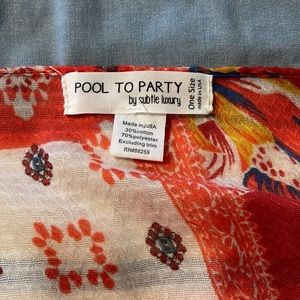 POOL TO PARTY
by subtle luxury
One Size
made in USA
Made in USA
30%cotton
70%polyester
Excluding trim
RN#88259